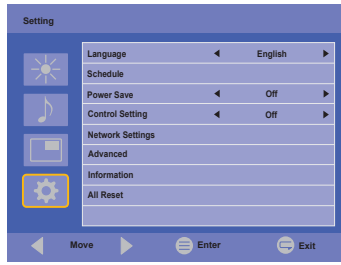 Setting
Language English
Schedule
Power Save Off
Control Setting Off
Network Settings
Advanced
Information
All Reset
Move Enter Exit